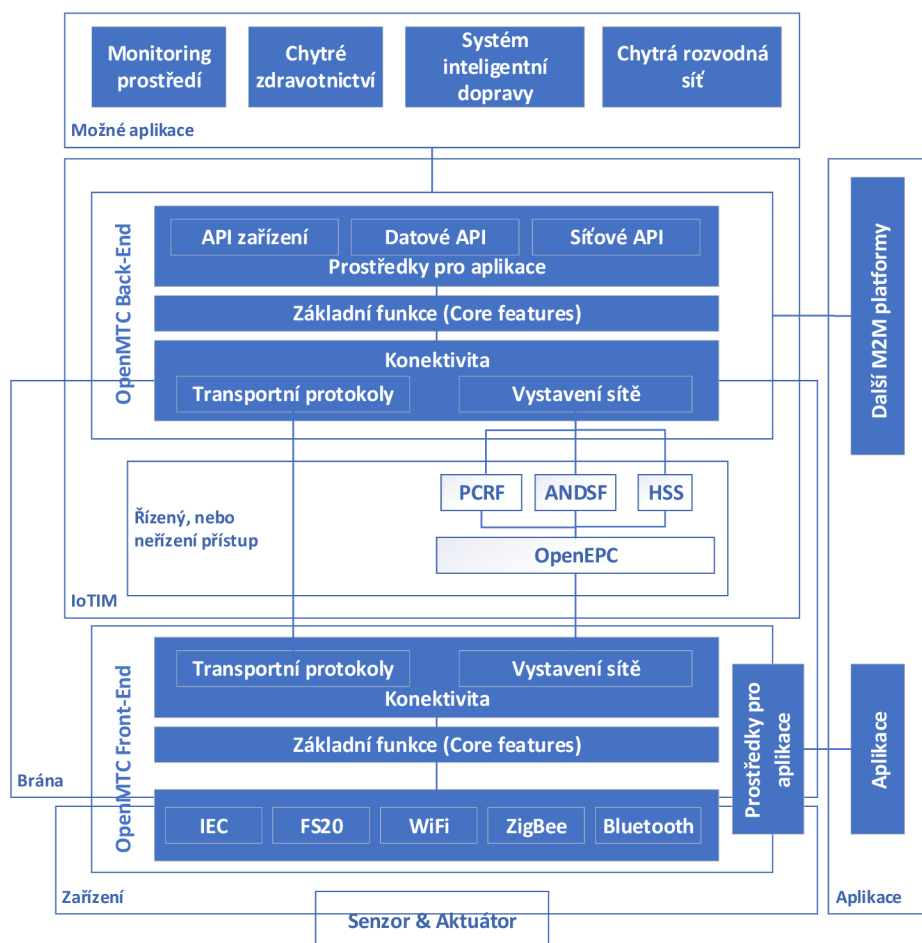 Monitoring
prostředí
Chytré
zdravotnictví
Systém
inteligentní
dopravy
Chytrá rozvodná
síť
Možné aplikace
OpenMTC Back-End
API zařízení
Datové API
Síťové API
Prostředky pro aplikace
Základní funkce (Core features)
Konektivita
Transportní protokoly
Vystavení sítě
Další M2M platformy
PCRF
ANDSF
HSS
Řízený, nebo
neřízení přístup
OpenEPC
IoTIM
OpenMTC Front-End
Transportní protokoly
Vystavení sítě
Konektivita
Základní funkce (Core features)
Prostředky pro
aplikace
Aplikace
Brána
IEC
FS20
WiFi
ZigBee
Bluetooth
Zařízení
Aplikace
Senzor & Aktuátor